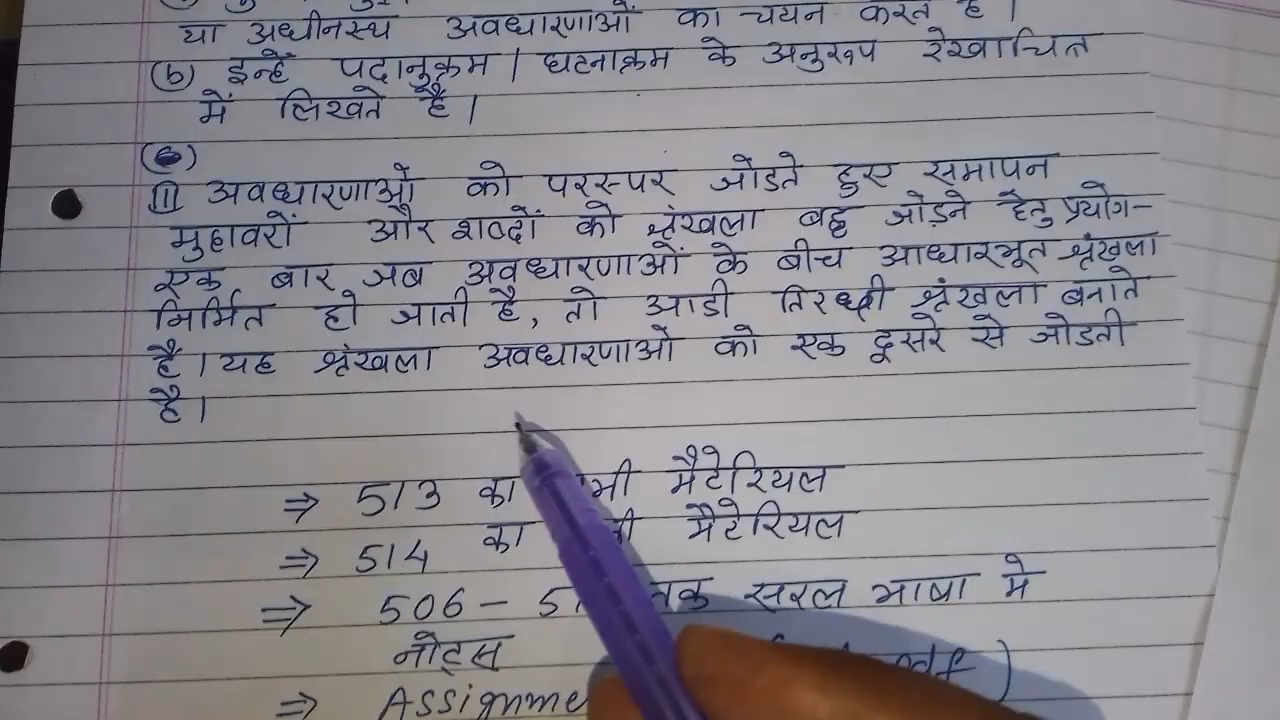 या अधीनस्थ अवधारणाओं का चयन करते है |
(b) इन्हें पदानुक्रम / घटनाक्रम के अनुरूप रेखाचित्र
में लिखते है |
III अवधारणाओं को परस्पर जोडते हुए समापन
मुहावरों और शब्दों को श्रृंखला बद्ध जोड़ने हेतु प्रयोग-
एक बार जब अवधारणाओं के बीच आधारभूत श्रृंखला
निर्मित हो जाती है, तो आडी तिरछी श्रृंखला बनाते
है। यह श्रृंखला अवधारणाओं को एक दूसरे से जोडती
है।
⇒ 513 का मैटेरियल
⇒ 514 का मैटेरियल
⇒ 506 - तक सरल भाषा मे
नोट्स pdf)
⇒